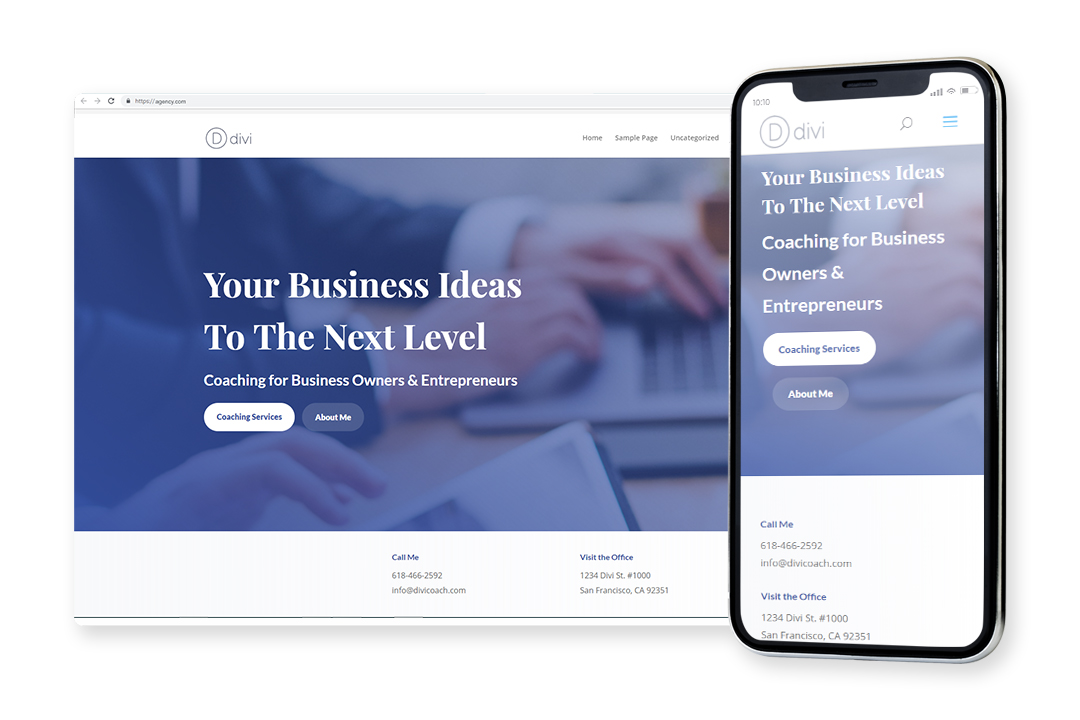 https://agency.com
divi
Home Sample Page Uncategorized
Your Business Ideas
To The Next Level
Coaching for Business Owners & Entrepreneurs
Coaching Services About Me
Call Me
618-466-2592
info@divicoach.com
Visit the Office
1234 Divi St. #1000
San Francisco, CA 92351
10:10
divi
Your Business Ideas
To The Next Level
Coaching for Business
Owners &
Entrepreneurs
Coaching Services
About Me
Call Me
618-466-2592
info@divicoach.com
Visit the Office
1234 Divi St. #1000
San Francisco, CA 92351